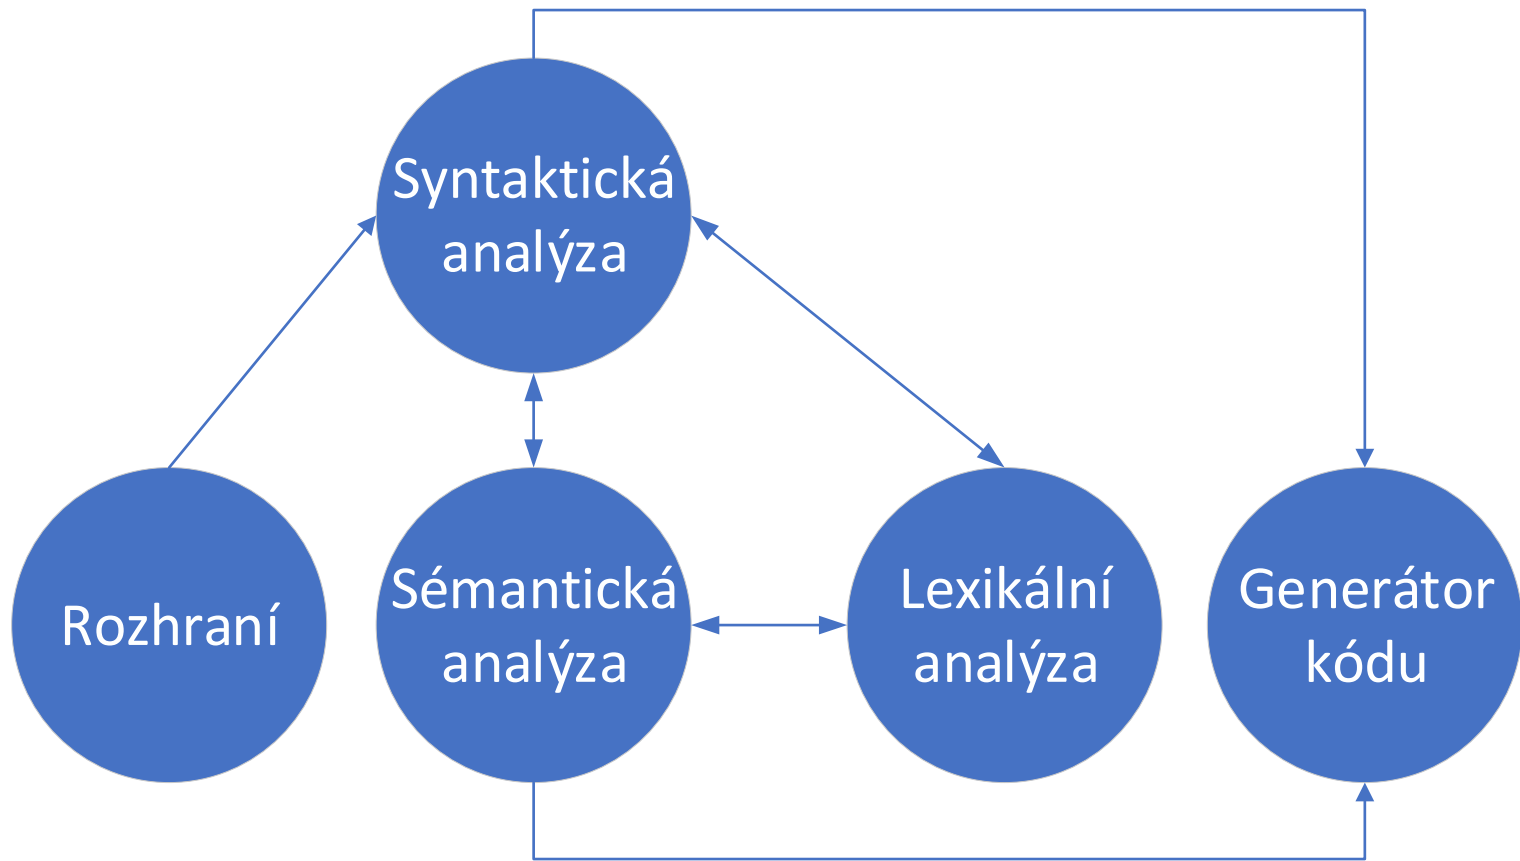 Syntaktická
analýza
Rozhraní
Sémantická
analýza
Lexikální
analýza
Generátor
kódu